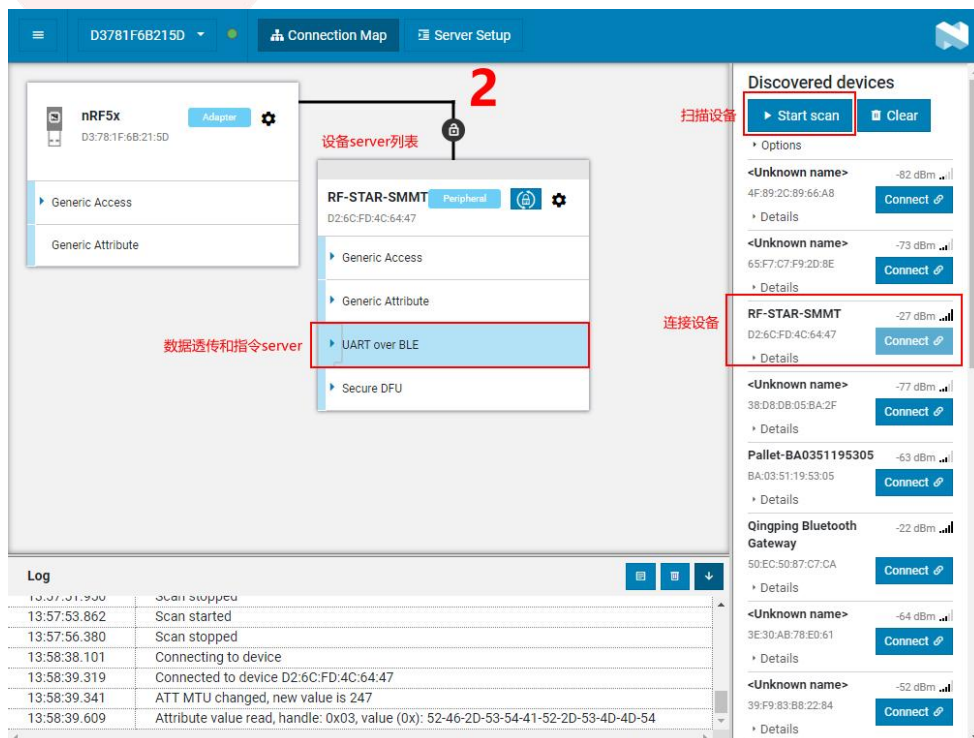 D3781F6B215D
Connection Map
Server Setup
2
nRF5x
Adapter
D3:78:1F:6B:21:5D
Generic Access
Generic Attribute
设备server列表
RF-STAR-SMMT
Peripheral
D2:6C:FD:4C:64:47
Generic Access
Generic Attribute
数据透传和指令server
UART over BLE
Secure DFU
扫描设备
连接设备
Discovered devices
Start scan
Clear
Options
<Unknown name>
-82 dBm
4F:89:2C:89:66:A8
Connect
Details
<Unknown name>
-73 dBm
65:F7:C7:F9:2D:8E
Connect
Details
RF-STAR-SMMT
-27 dBm
D2:6C:FD:4C:64:47
Connect
Details
<Unknown name>
-77 dBm
38:D8:DB:05:BA:2F
Connect
Details
Pallet-BA0351195305
-63 dBm
BA:03:51:19:53:05
Connect
Details
Qingping Bluetooth
Gateway
-22 dBm
50:EC:50:87:C7:CA
Connect
Details
<Unknown name>
-64 dBm
3E:30:AB:78:E0:61
Connect
Details
<Unknown name>
-52 dBm
39:F9:83:B8:22:84
Connect
Details
Log
13:57:51.950 Scan stopped
13:57:53.862 Scan started
13:57:56.380 Scan stopped
13:58:38.101 Connecting to device
13:58:39.319 Connected to device D2:6C:FD:4C:64:47
13:58:39.341 ATT MTU changed, new value is 247
13:58:39.609 Attribute value read, handle: 0x03, value (0x): 52-46-2D-53-54-41-52-2D-53-4D-4D-54